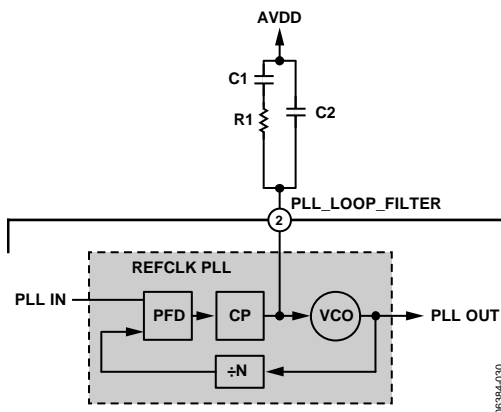 AVDD
C1
C2
R1
PLL_LOOP_FILTER
2
REFCLK PLL
PLL IN
PFD
CP
VCO
PLL OUT
÷N